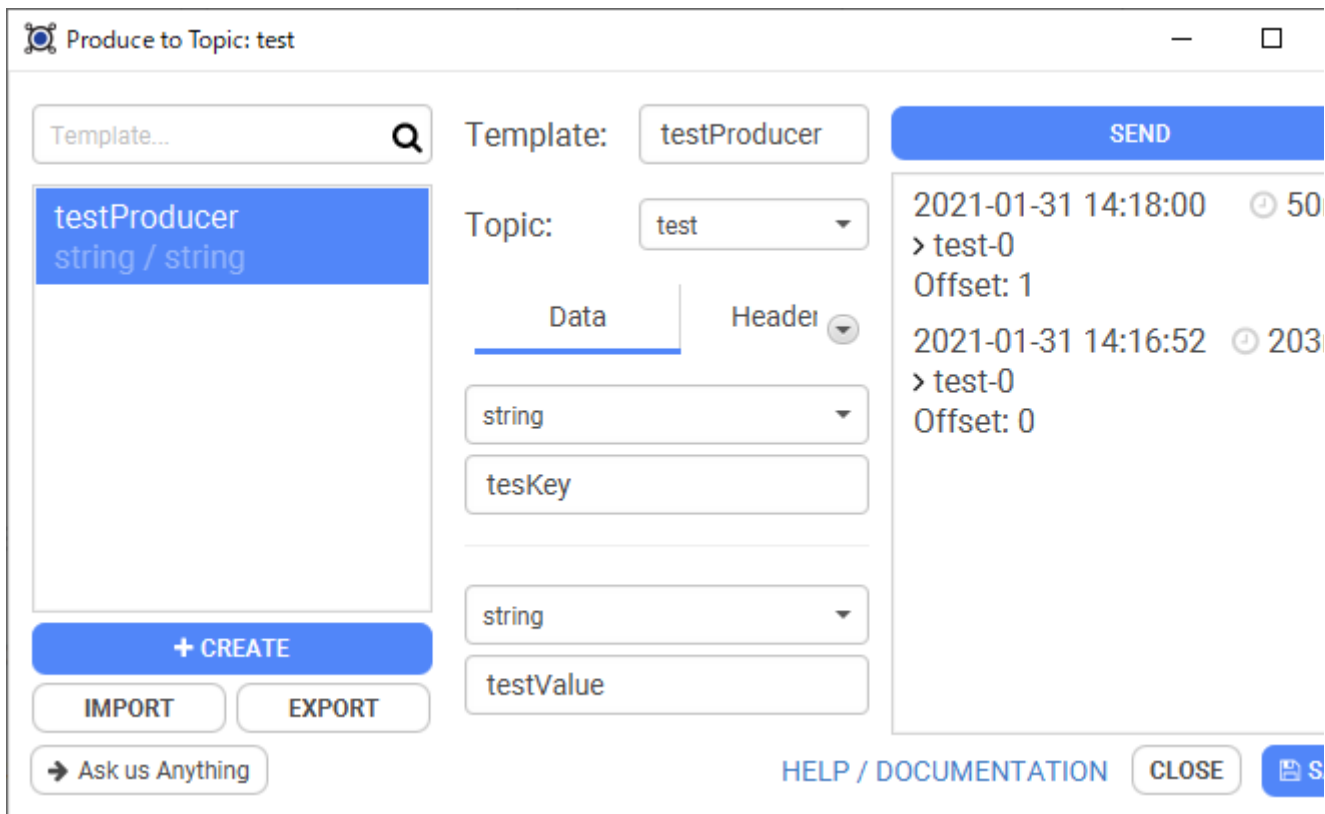 Produce to Topic: test
Template...
testProducer
string / string
+ CREATE
IMPORT
EXPORT
Ask us Anything
Template:
testProducer
Topic:
test
Data
Header
string
tesKey
string
testValue
SEND
2021-01-31 14:18:00
> test-0
Offset: 1
2021-01-31 14:16:52
> test-0
Offset: 0
HELP / DOCUMENTATION
CLOSE